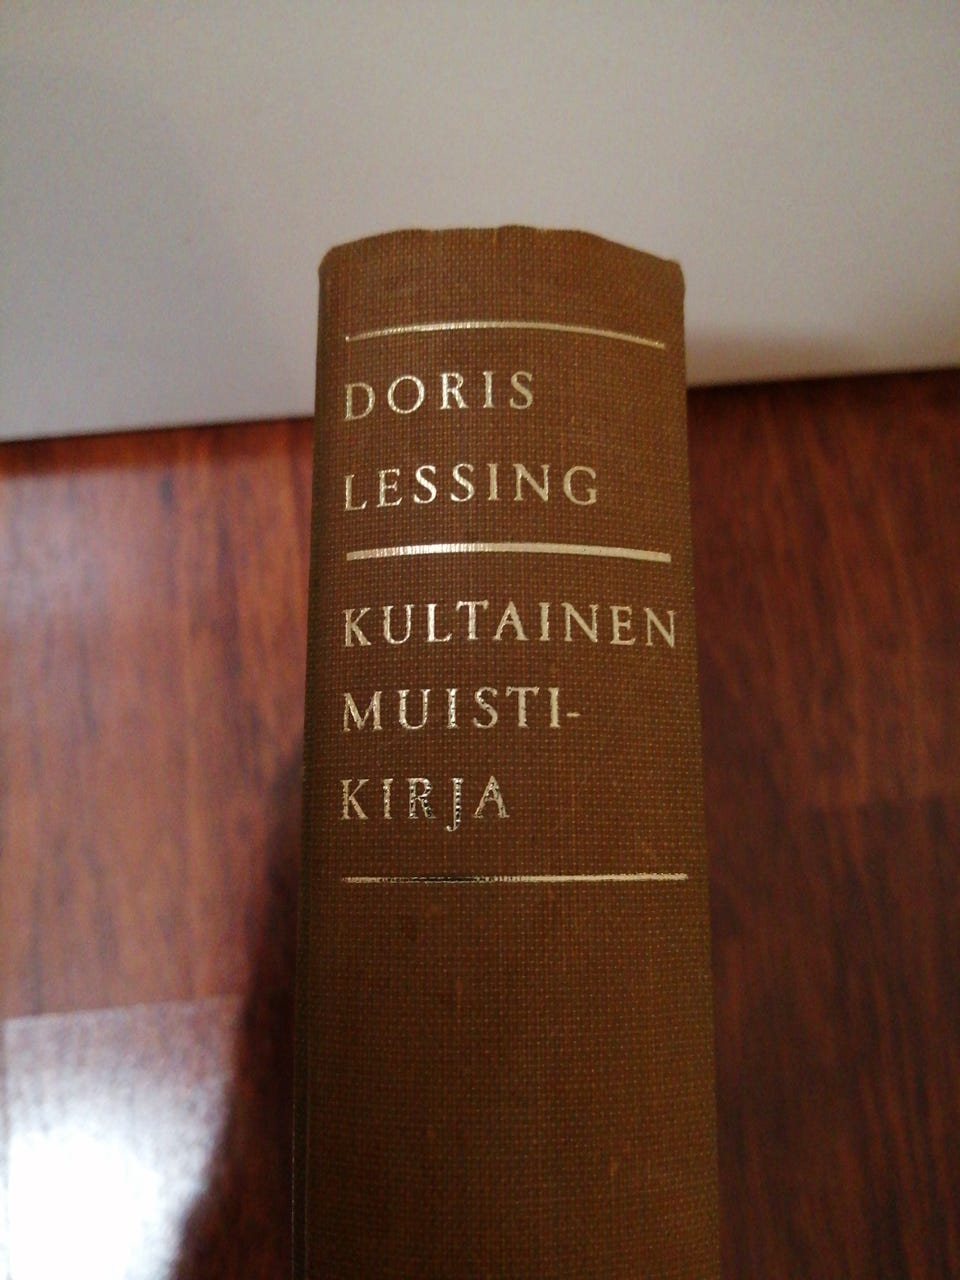 DORIS
LESSING
KULTAINEN
MUISTI-
KIRJA